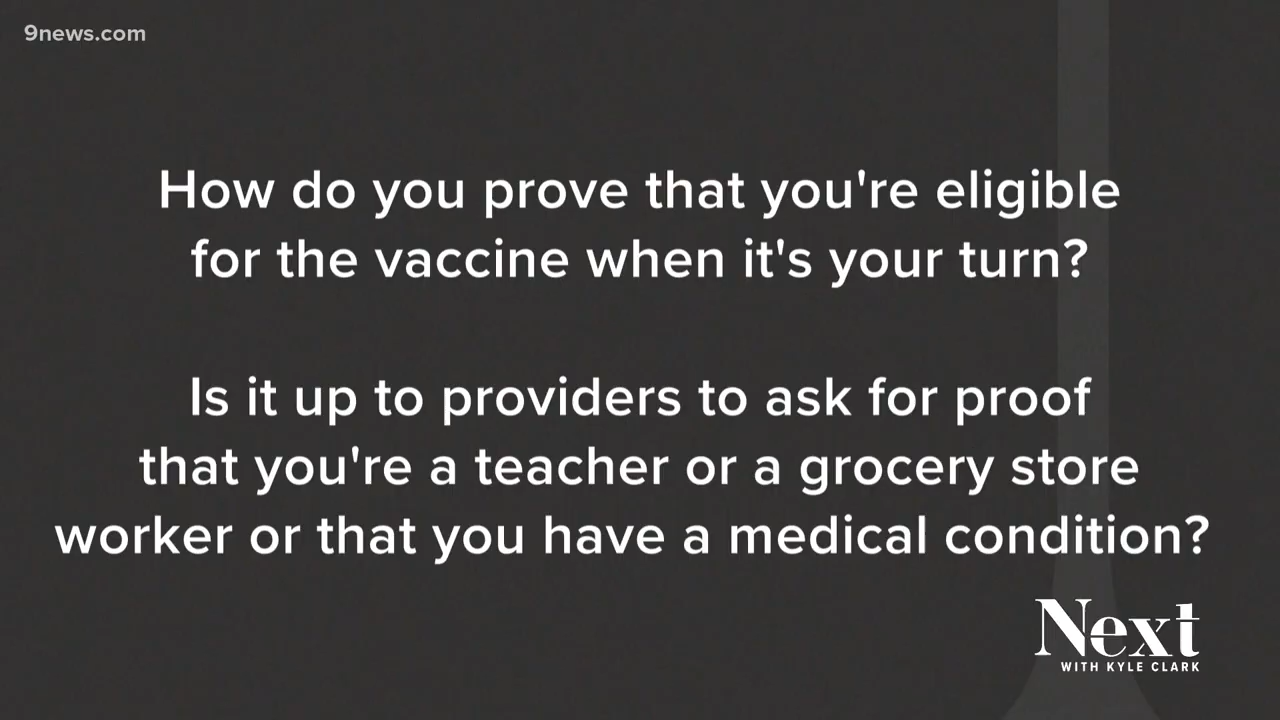 9news.com
How do you prove that you're eligible
for the vaccine when it's your turn?
Is it up to providers to ask for proof
that you're a teacher or a grocery store
worker or that you have a medical condition?
Next
WITH KYLE CLARK